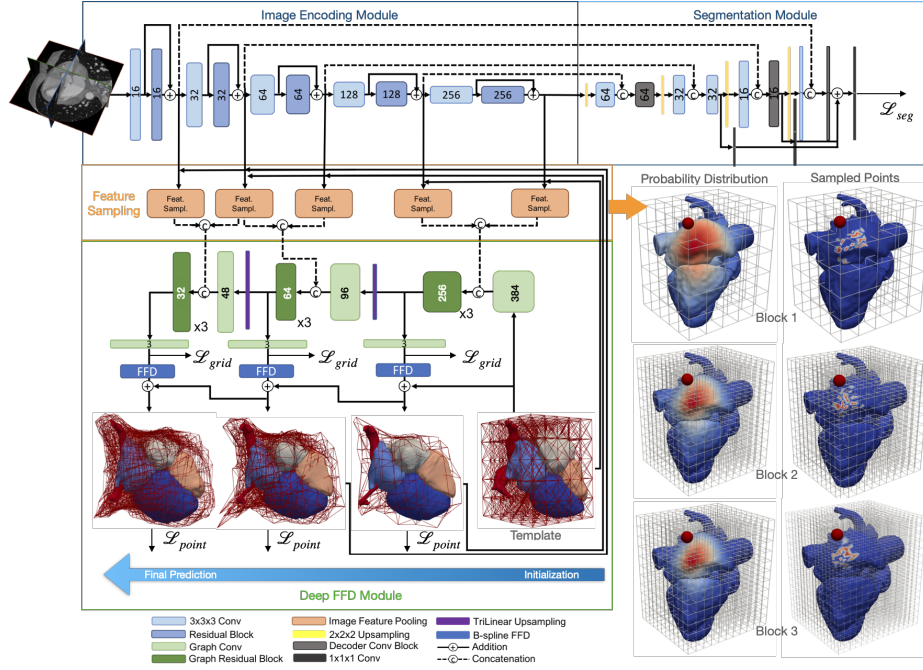 Image Encoding Module
Segmentation Module
16
16
32
32
64
64
128
128
256
256
64
C
64
32
C
32
16
C
16
C
ℒseg
Feature
Sampling
Feat.
Sampl.
Feat.
Sampl.
Feat.
Sampl.
Feat.
Sampl.
Feat.
Sampl.
C
C
C
Probability Distribution
Sampled Points
32
C
48
64
C
96
256
C
384
x3
x3
x3
3
ℒgrid
ℒgrid
ℒgrid
FFD
FFD
FFD
Block 1
Block 2
Block 3
Template
ℒpoint
ℒpoint
ℒpoint
Final Prediction
Initialization
Deep FFD Module
3x3x3 Conv
Residual Block
Graph Conv
Graph Residual Block
Image Feature Pooling
2x2x2 Upsampling
Decoder Conv Block
1x1x1 Conv
TriLinear Upsampling
B-spline FFD
Addition
Concatenation